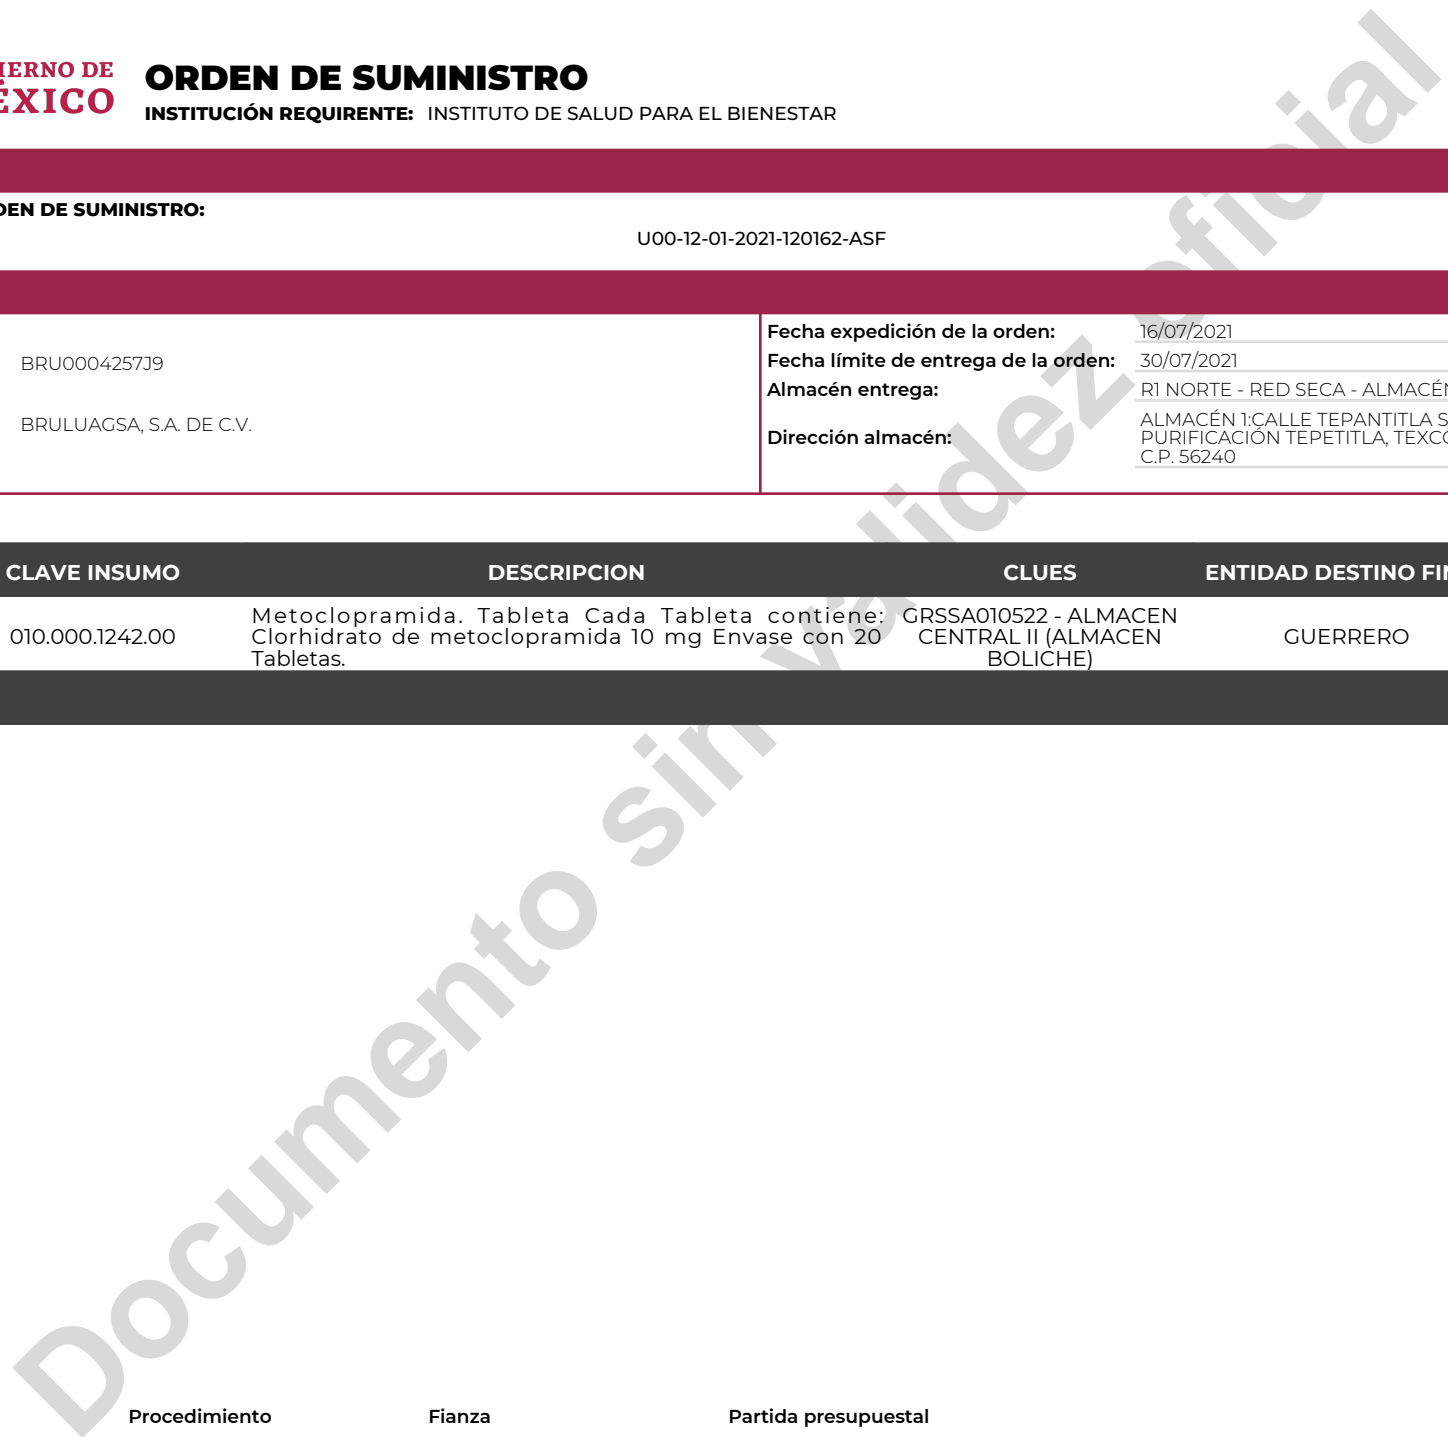 IERNO DE
ÉXICO
ORDEN DE SUMINISTRO
INSTITUCIÓN REQUIRENTE: INSTITUTO DE SALUD PARA EL BIENESTAR
DEN DE SUMINISTRO:
U00-12-01-2021-120162-ASF
BRU0004257J9
BRULUAGSA, S.A. DE C.V.
Fecha expedición de la orden: 16/07/2021
Fecha límite de entrega de la orden: 30/07/2021
Almacén entrega: R1 NORTE - RED SECA - ALMACÉN
Dirección almacén:
ALMACÉN 1:CALLE TEPANTITLA S
PURIFICACIÓN TEPETITLA, TEXCO
C.P. 56240
CLAVE INSUMO DESCRIPCION CLUES ENTIDAD DESTINO FIN
010.000.1242.00
Metoclopramida. Tableta Cada Tableta contiene:
Clorhidrato de metoclopramida 10 mg Envase con 20
Tabletas.
GRSSA010522 - ALMACEN
CENTRAL II (ALMACEN
BOLICHE)
GUERRERO
Documento sin validez oficial
Procedimiento Fianza Partida presupuestal